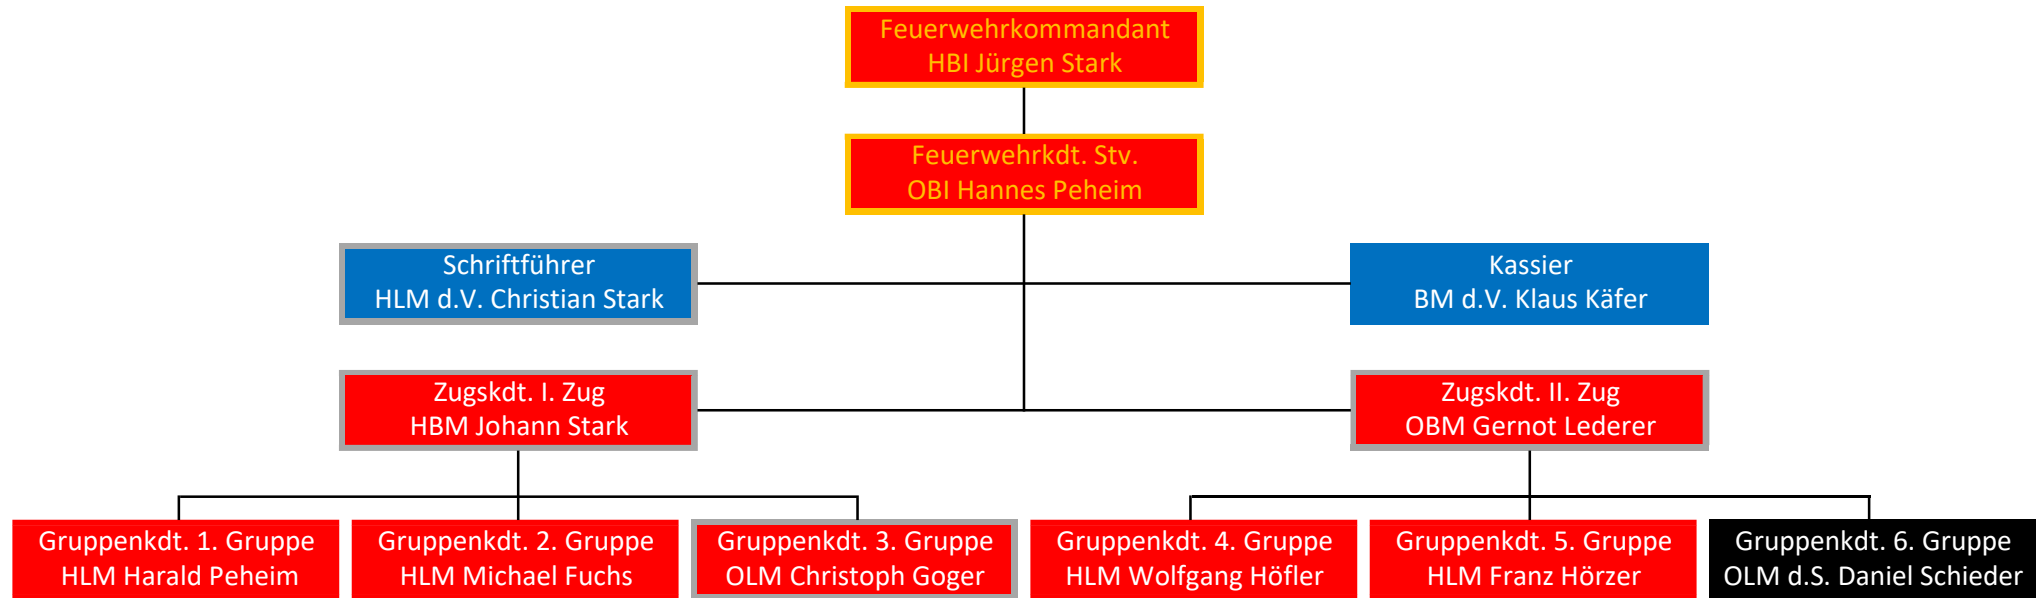 Feuerwehrkommandant
HBI Jürgen Stark
Feuerwehrkdt. Stv.
OBI Hannes Peheim
Schriftführer
HLM d.V. Christian Stark
Kassier
BM d.V. Klaus Käfer
Zugskdt. I. Zug
HBM Johann Stark
Zugskdt. II. Zug
OBM Gernot Lederer
Gruppenkdt. 1. Gruppe
HLM Harald Peheim
Gruppenkdt. 2. Gruppe
HLM Michael Fuchs
Gruppenkdt. 3. Gruppe
OLM Christoph Goger
Gruppenkdt. 4. Gruppe
HLM Wolfgang Höfler
Gruppenkdt. 5. Gruppe
HLM Franz Hörzer
Gruppenkdt. 6. Gruppe
OLM d.S. Daniel Schieder